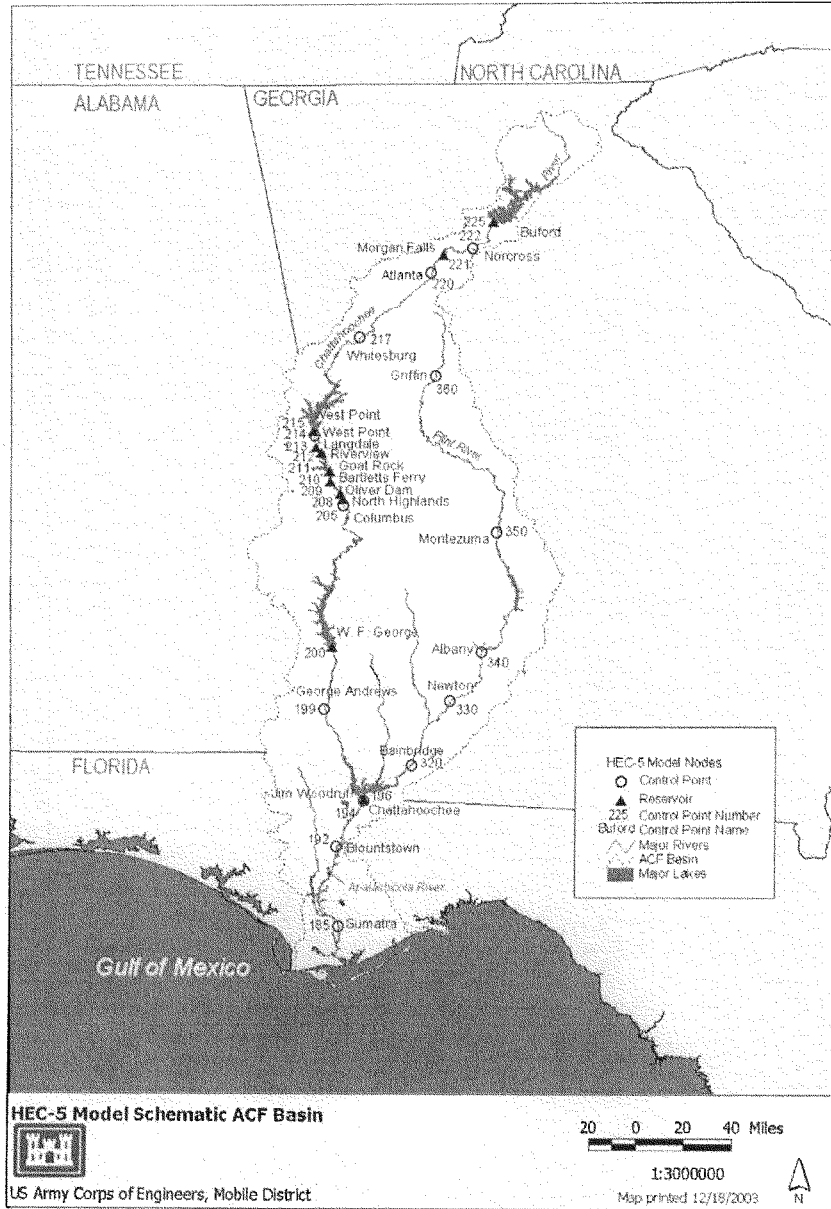 TENNESSEE
NORTH CAROLINA
ALABAMA
GEORGIA
River
225
Buford
222
Norcross
Morgan Falls
221
Atlanta
220
Chattahoochee
217
Whitesburg
Griffin
360
Flint River
215
West Point
214
West Point
213
Langdale
212
Riverview
211
Goat Rock
210
Bartletts Ferry
209
Oliver Dam
208
North Highlands
205
Columbus
Montezuma
350
W. F. George
200
Albany
340
George Andrews
199
Newton
330
Bainbridge
320
FLORIDA
Jim Woodruff
196
194
Chattahoochee
192
Blountstown
Apalachicola River
185
Sumatra
Gulf of Mexico
HEC-5 Model Nodes
Control Point
Reservoir
225 Control Point Number
Buford Control Point Name
Major Rivers
ACF Basin
Major Lakes
HEC-5 Model Schematic ACF Basin
US Army Corps of Engineers, Mobile District
20 0 20 40 Miles
1:3000000
Map printed 12/18/2003
N